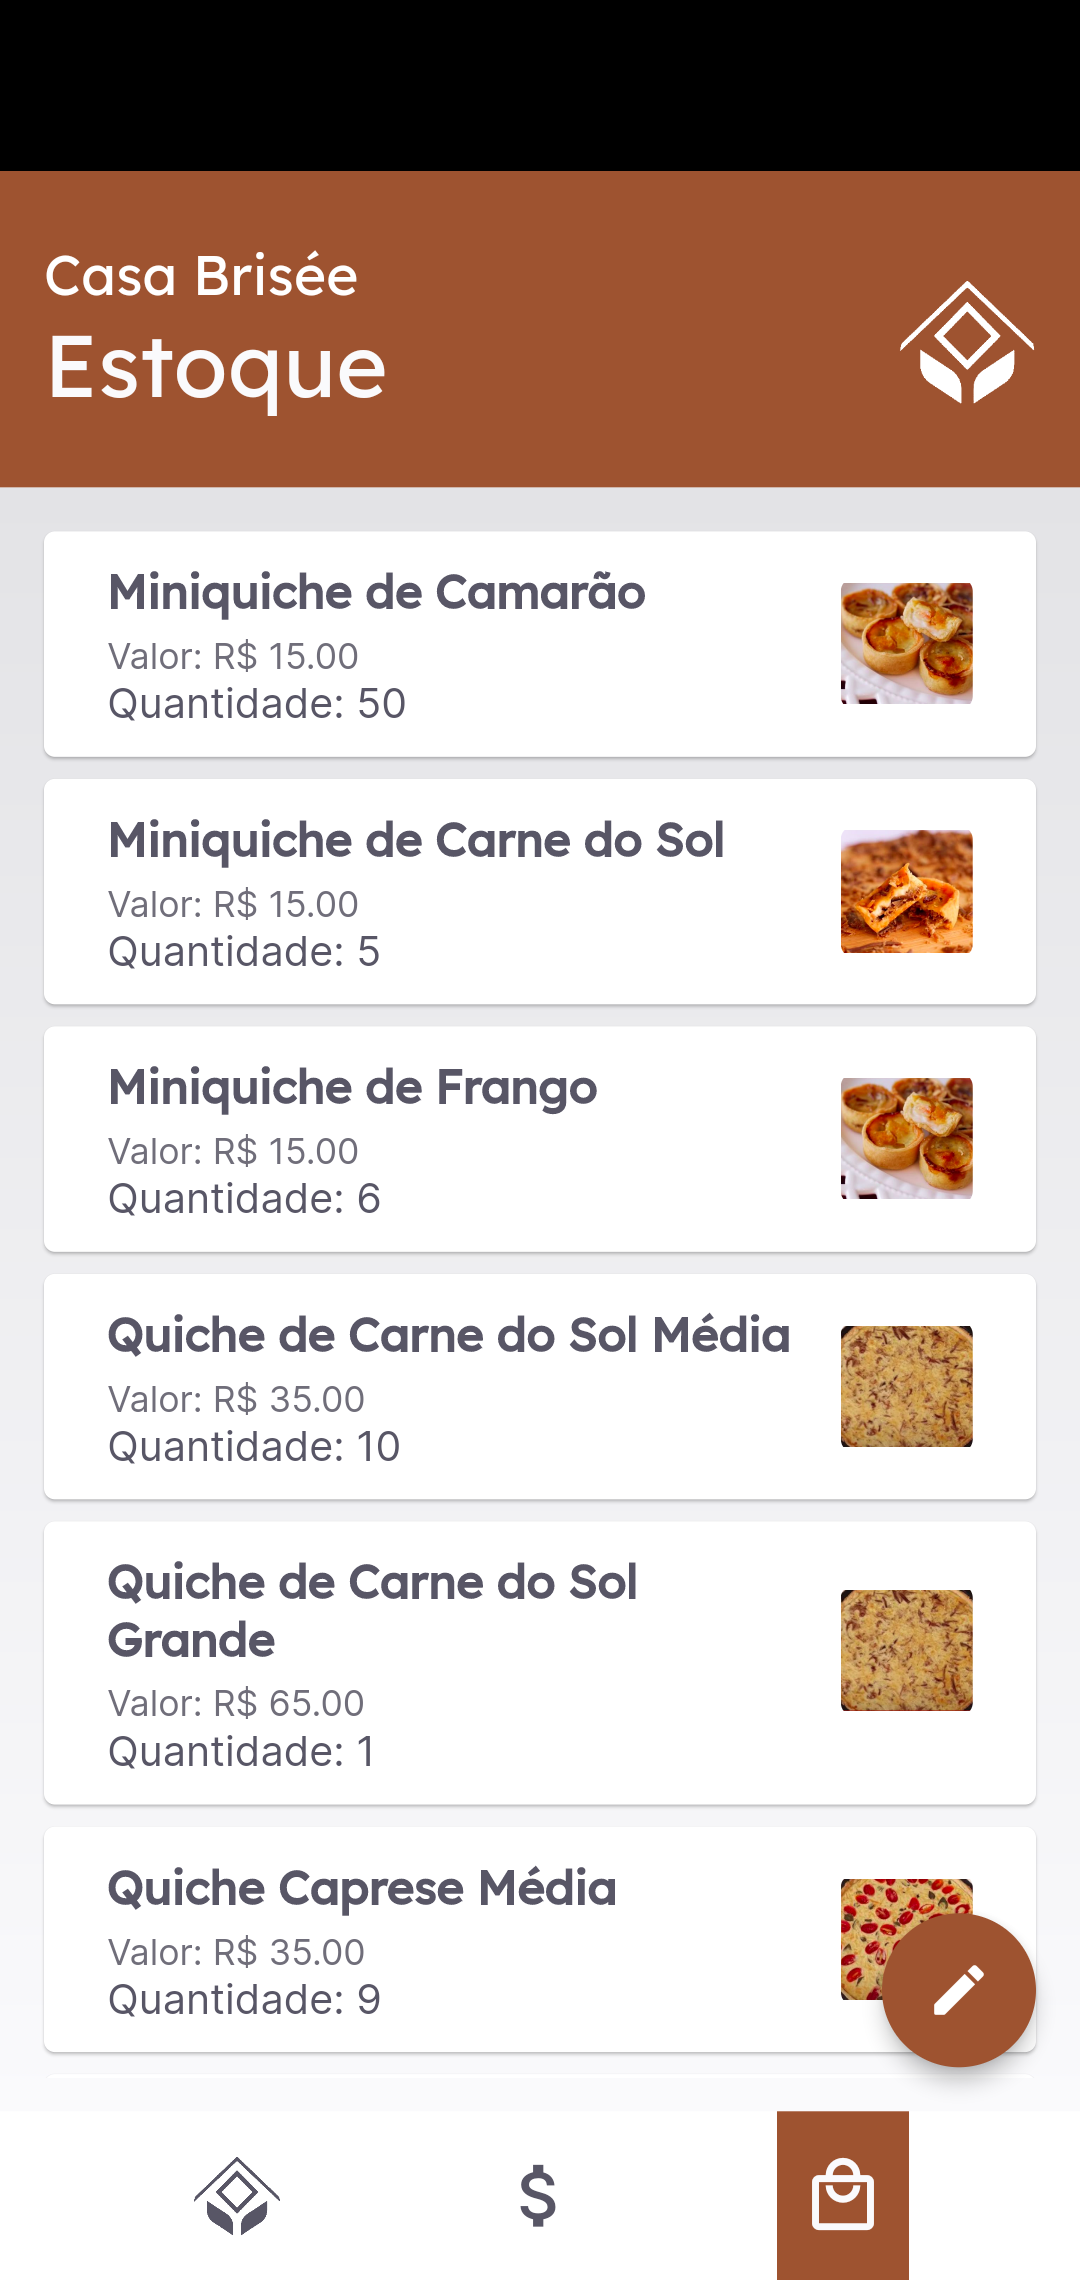 Casa Brisée
Estoque
Miniquiche de Camarão
Valor: R$ 15.00
Quantidade: 50
Miniquiche de Carne do Sol
Valor: R$ 15.00
Quantidade: 5
Miniquiche de Frango
Valor: R$ 15.00
Quantidade: 6
Quiche de Carne do Sol Média
Valor: R$ 35.00
Quantidade: 10
Quiche de Carne do Sol
Grande
Valor: R$ 65.00
Quantidade: 1
Quiche Caprese Média
Valor: R$ 35.00
Quantidade: 9
$